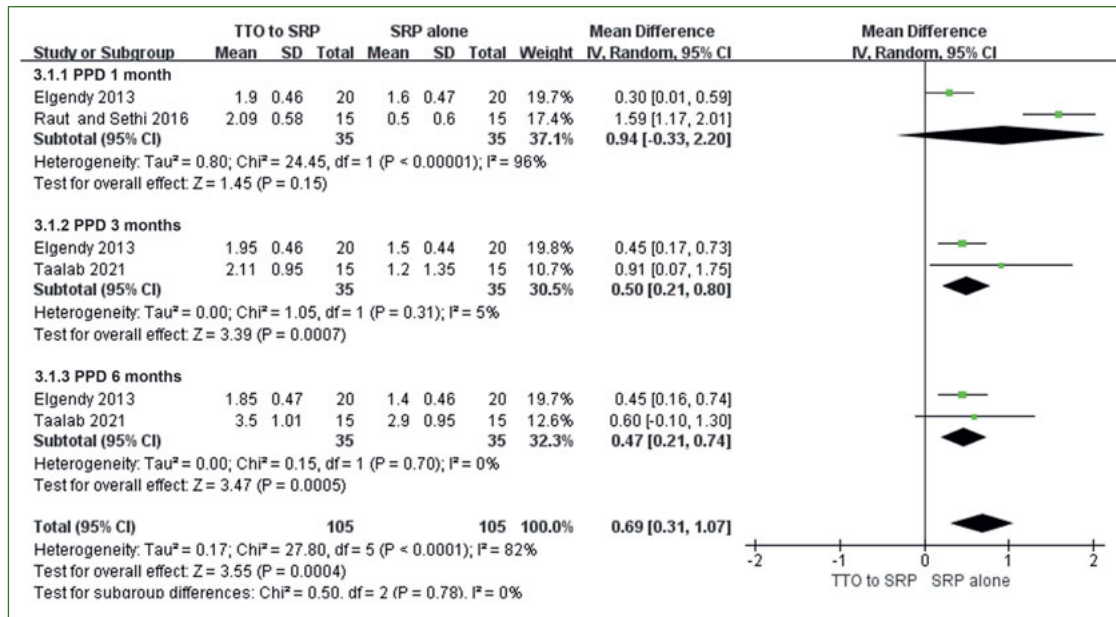 TTO to SRP SRP alone Mean Difference Mean Difference
Study or Subgroup Mean SD Total Mean SD Total Weight IV, Random, 95% CI IV, Random, 95% CI
3.1.1 PPD 1 month
Elgendy 2013 1.9 0.46 20 1.6 0.47 20 19.7% 0.30 [0.01, 0.59]
Raut and Sethi 2016 2.09 0.58 15 0.5 0.6 15 17.4% 1.59 [1.17, 2.01]
Subtotal (95% CI) 35 35 37.1% 0.94 [-0.33, 2.20]
Heterogeneity: Tau² = 0.80; Chi² = 24.45, df = 1 (P < 0.00001); I² = 96%
Test for overall effect: Z = 1.45 (P = 0.15)
3.1.2 PPD 3 months
Elgendy 2013 1.95 0.46 20 1.5 0.44 20 19.8% 0.45 [0.17, 0.73]
Taalab 2021 2.11 0.95 15 1.2 1.35 15 10.7% 0.91 [0.07, 1.75]
Subtotal (95% CI) 35 35 30.5% 0.50 [0.21, 0.80]
Heterogeneity: Tau² = 0.00; Chi² = 1.05, df = 1 (P = 0.31); I² = 5%
Test for overall effect: Z = 3.39 (P = 0.0007)
3.1.3 PPD 6 months
Elgendy 2013 1.85 0.47 20 1.4 0.46 20 19.7% 0.45 [0.16, 0.74]
Taalab 2021 3.5 1.01 15 2.9 0.95 15 12.6% 0.60 [-0.10, 1.30]
Subtotal (95% CI) 35 35 32.3% 0.47 [0.21, 0.74]
Heterogeneity: Tau² = 0.00; Chi² = 0.15, df = 1 (P = 0.70); I² = 0%
Test for overall effect: Z = 3.47 (P = 0.0005)
Total (95% CI) 105 105 100.0% 0.69 [0.31, 1.07]
Heterogeneity: Tau² = 0.17; Chi² = 27.80, df = 5 (P < 0.0001); I² = 82%
Test for overall effect: Z = 3.55 (P = 0.0004)
Test for subgroup differences: Chi² = 0.50, df = 2 (P = 0.78), I² = 0%
-2 -1 0 1 2
TTO to SRP SRP alone